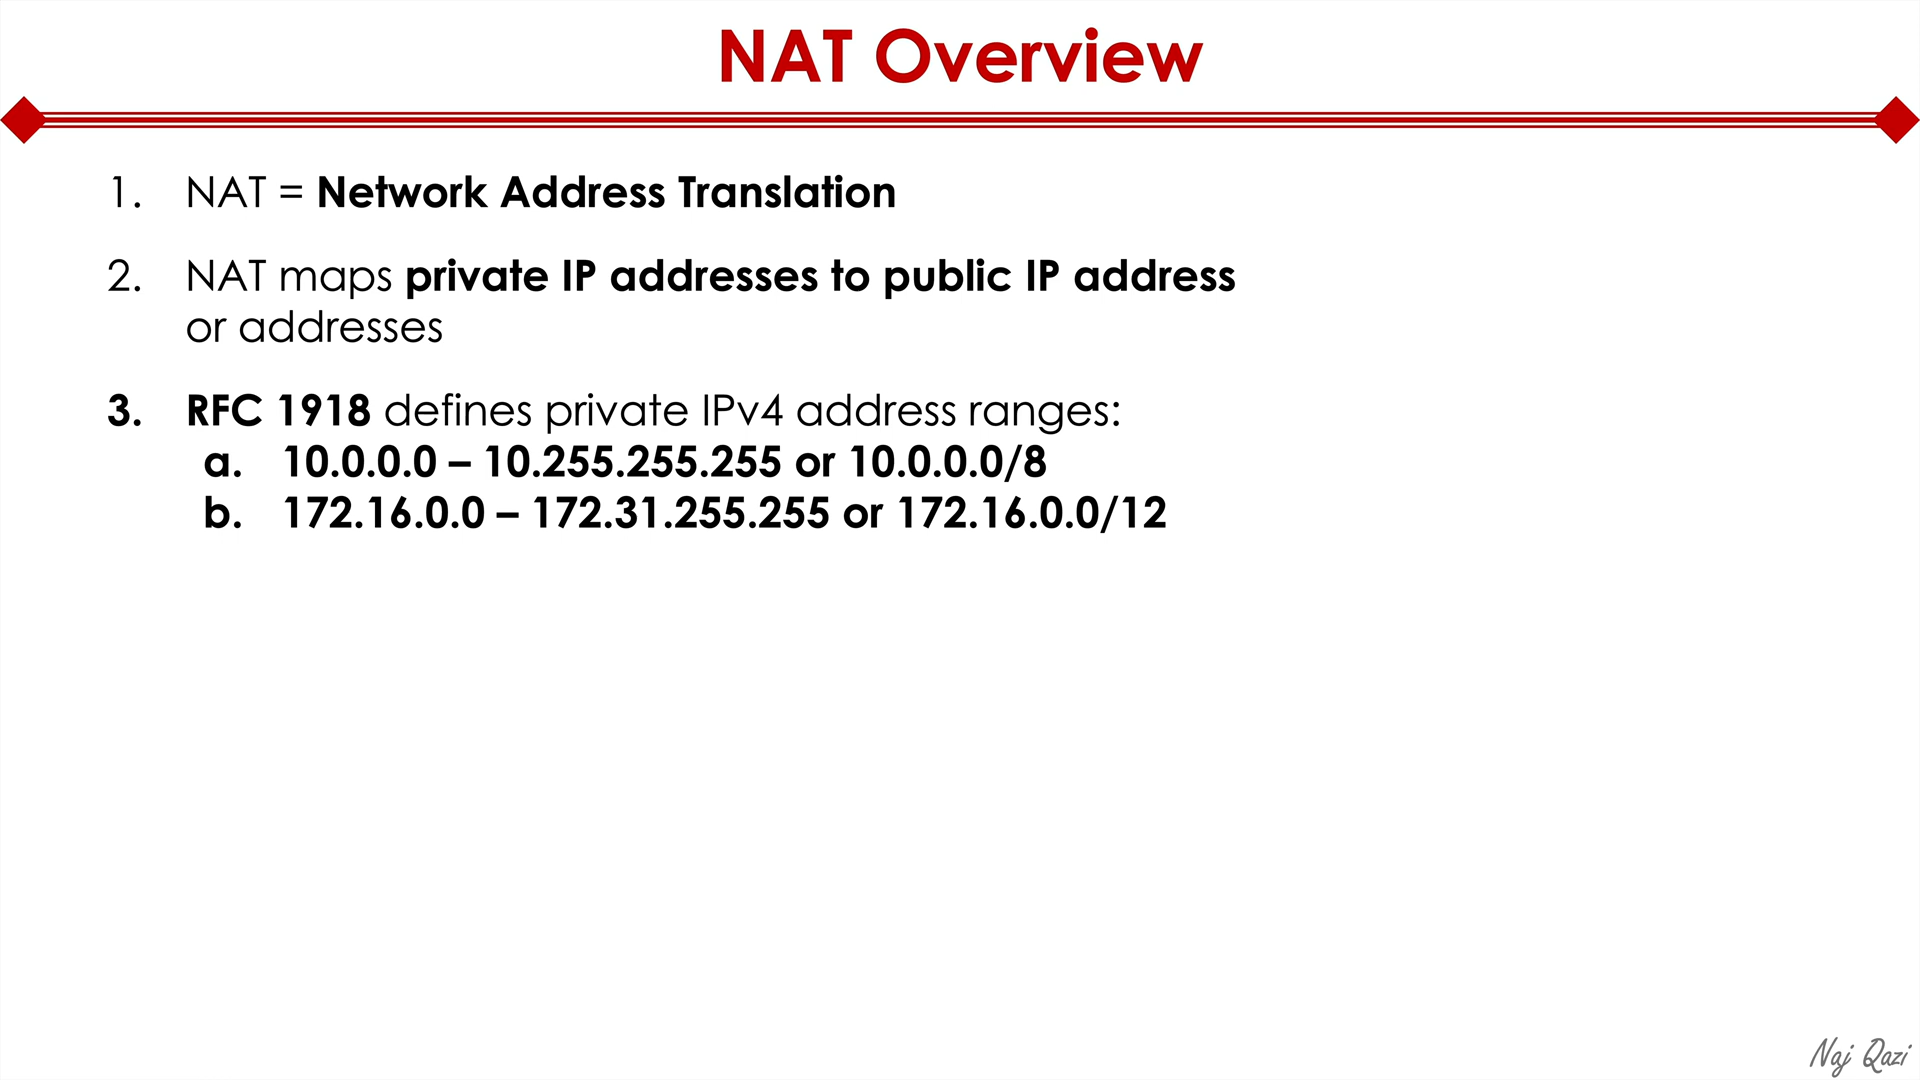 NAT Overview
1. NAT = Network Address Translation
2. NAT maps private IP addresses to public IP address
or addresses
3. RFC 1918 defines private IPv4 address ranges:
a. 10.0.0.0 – 10.255.255.255 or 10.0.0.0/8
b. 172.16.0.0 – 172.31.255.255 or 172.16.0.0/12
Naj Qazi